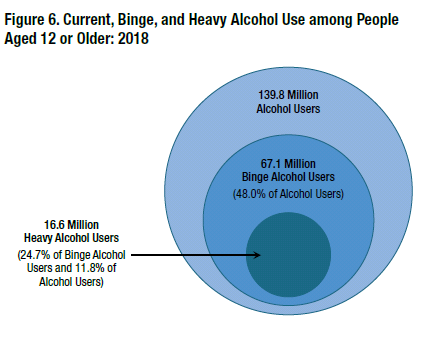 Figure 6. Current, Binge, and Heavy Alcohol Use among People
Aged 12 or Older: 2018
139.8 Million
Alcohol Users
67.1 Million
Binge Alcohol Users
(48.0% of Alcohol Users)
16.6 Million
Heavy Alcohol Users
(24.7% of Binge Alcohol
Users and 11.8% of
Alcohol Users)